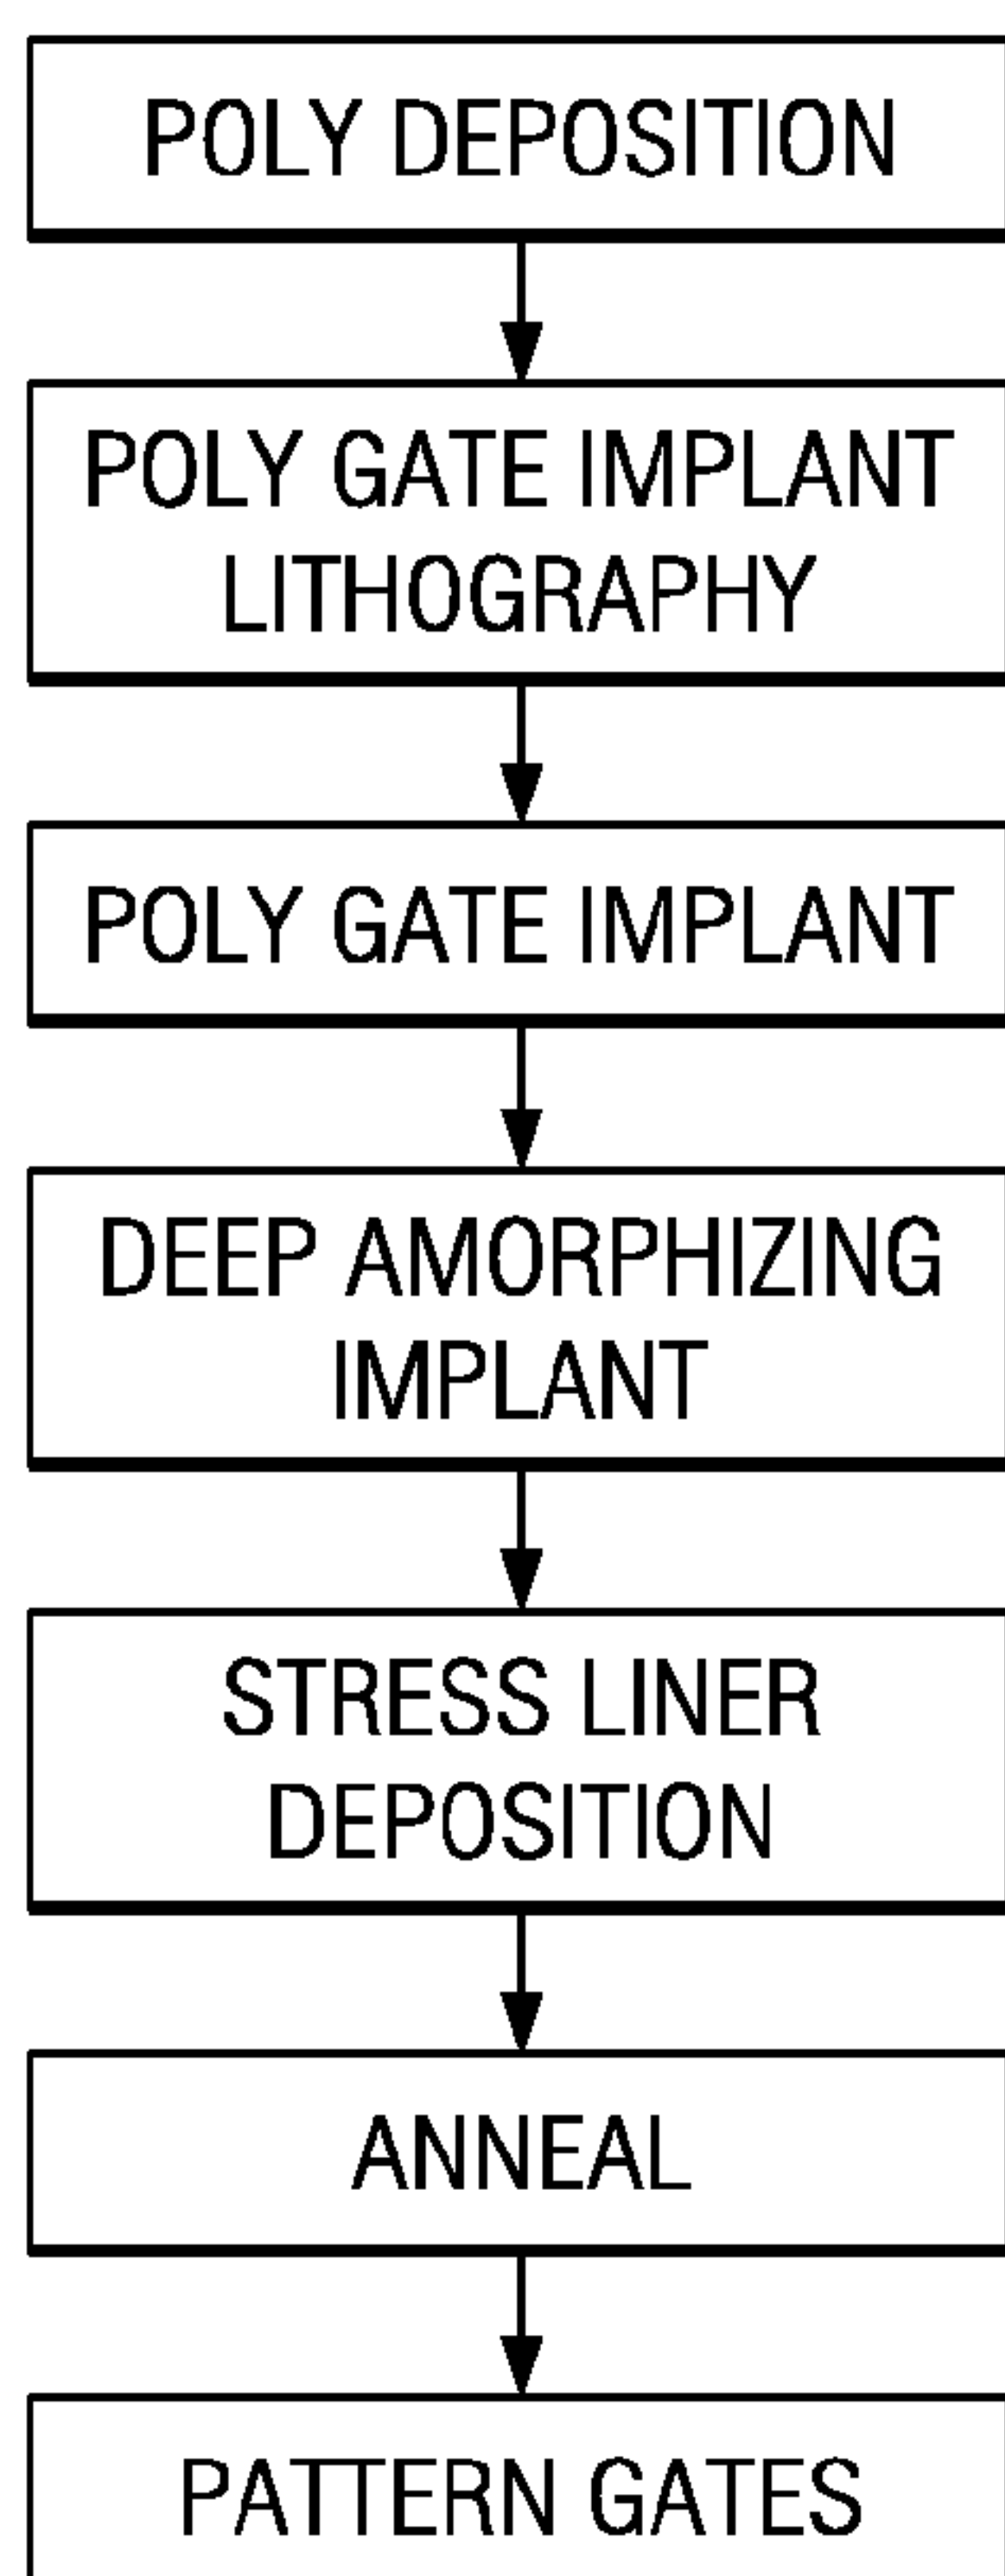 POLY DEPOSITION
POLY GATE IMPLANT
LITHOGRAPHY
POLY GATE IMPLANT
DEEP AMORPHIZING
IMPLANT
STRESS LINER
DEPOSITION
ANNEAL
PATTERN GATES